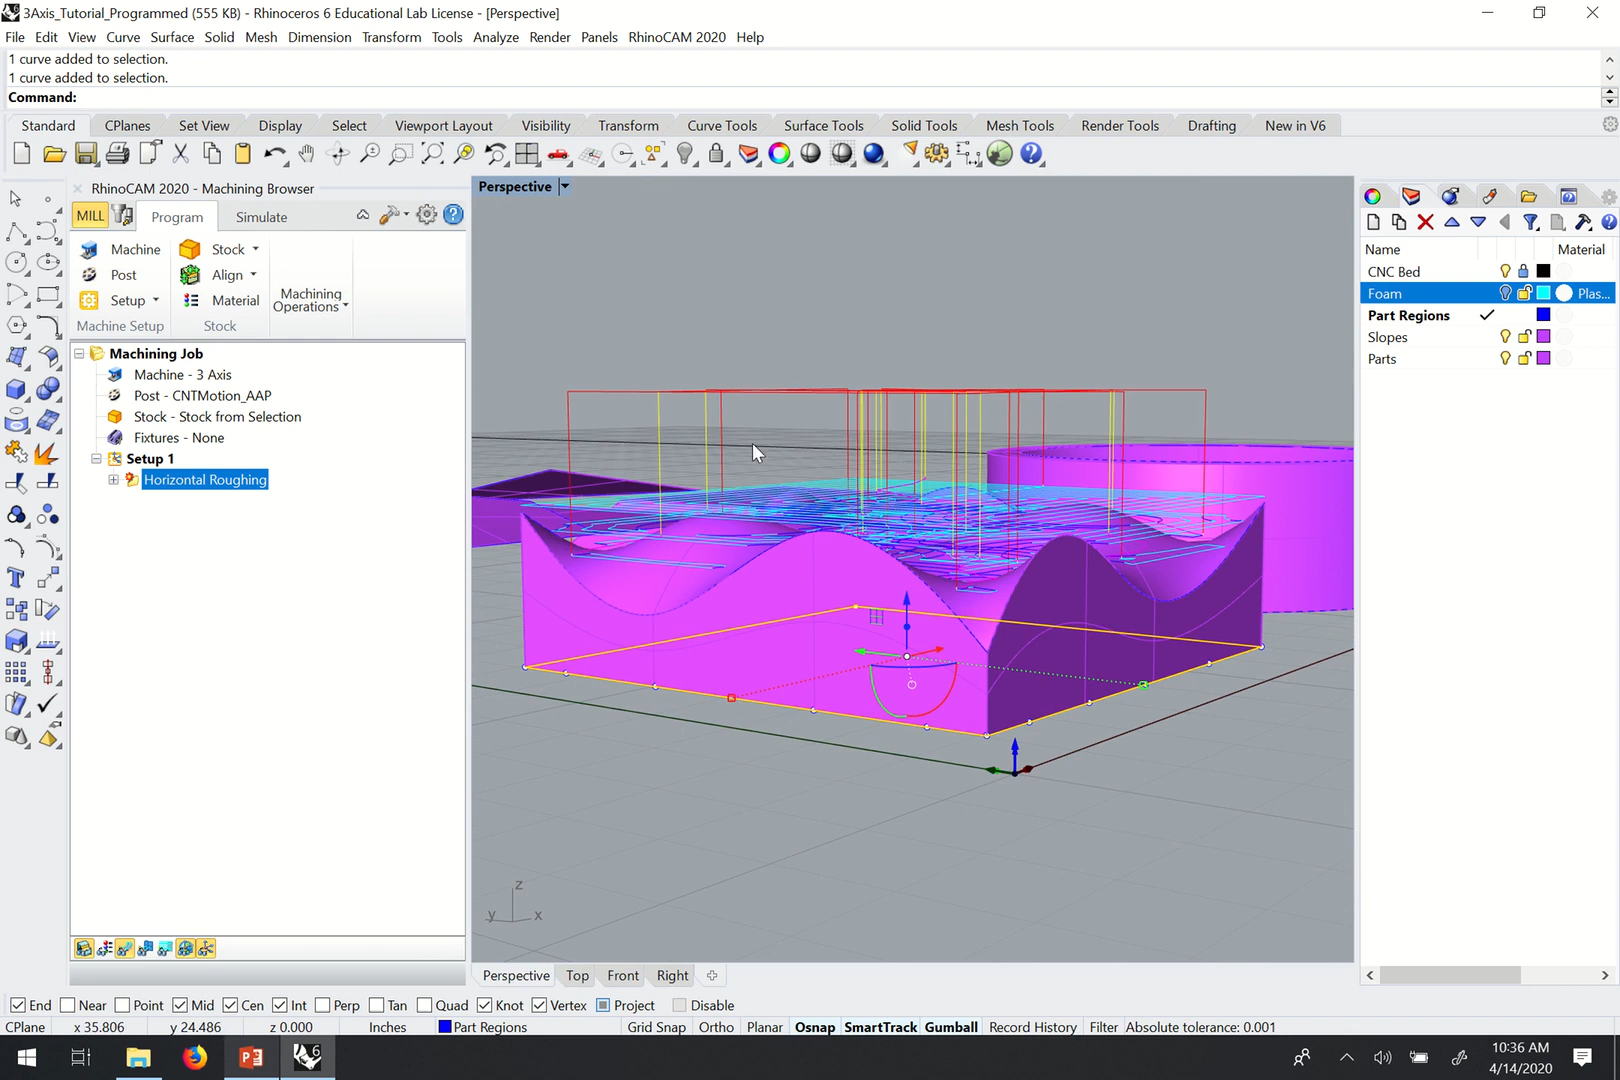 3Axis_Tutorial_Programmed (555 KB) - Rhinoceros 6 Educational Lab License - [Perspective]
File Edit View Curve Surface Solid Mesh Dimension Transform Tools Analyze Render Panels RhinoCAM 2020 Help
1 curve added to selection.
1 curve added to selection.
Command:
Standard CPlanes Set View Display Select Viewport Layout Visibility Transform Curve Tools Surface Tools Solid Tools Mesh Tools Render Tools Drafting New in V6
RhinoCAM 2020 - Machining Browser
MILL Program Simulate
Machine
Post
Setup
Machine Setup
Stock
Align
Material
Stock
Machining
Operations
Machining Job
Machine - 3 Axis
Post - CNTMotion_AAP
Stock - Stock from Selection
Fixtures - None
Setup 1
Horizontal Roughing
Perspective
z
y x
Name Material
CNC Bed
Foam Plas...
Part Regions
Slopes
Parts
Perspective Top Front Right
End Near Point Mid Cen Int Perp Tan Quad Knot Vertex Project Disable
CPlane x 35.806 y 24.486 z 0.000 Inches Part Regions Grid Snap Ortho Planar Osnap SmartTrack Gumball Record History Filter Absolute tolerance: 0.001
10:36 AM
4/14/2020